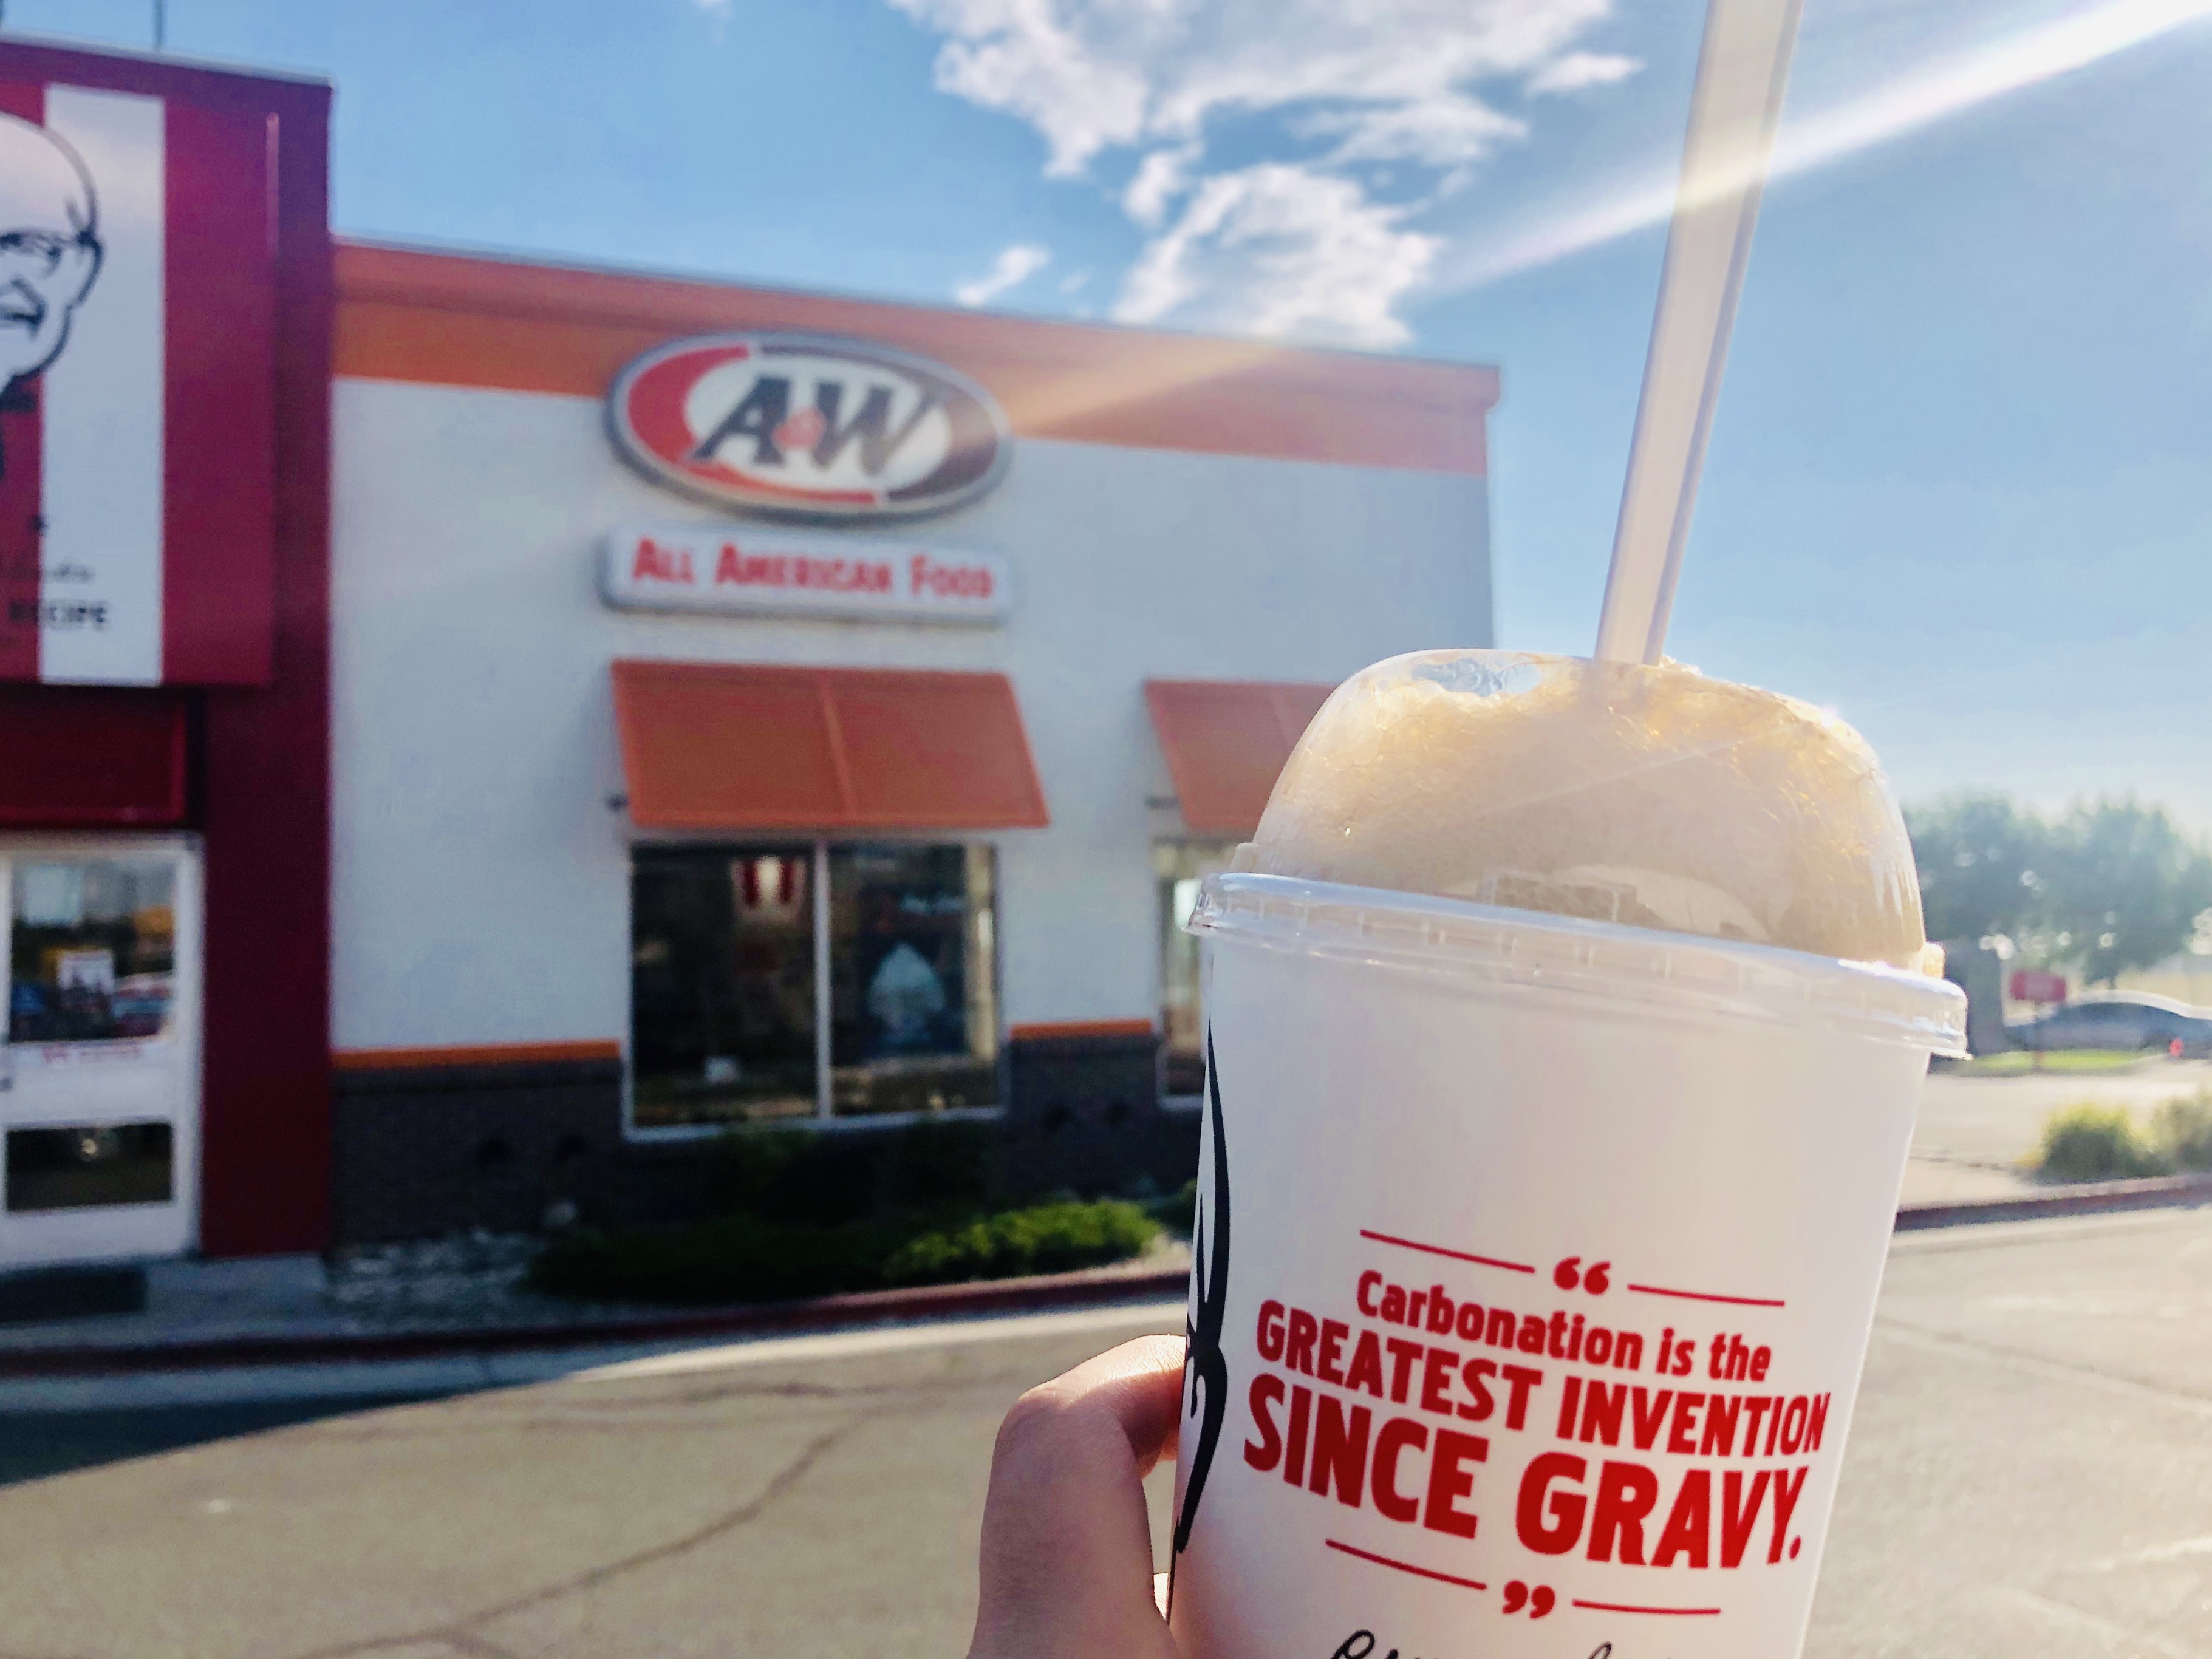 A&W
ALL AMERICAN FOOD
RECIPE
“
Carbonation is the
GREATEST INVENTION
SINCE GRAVY.
”